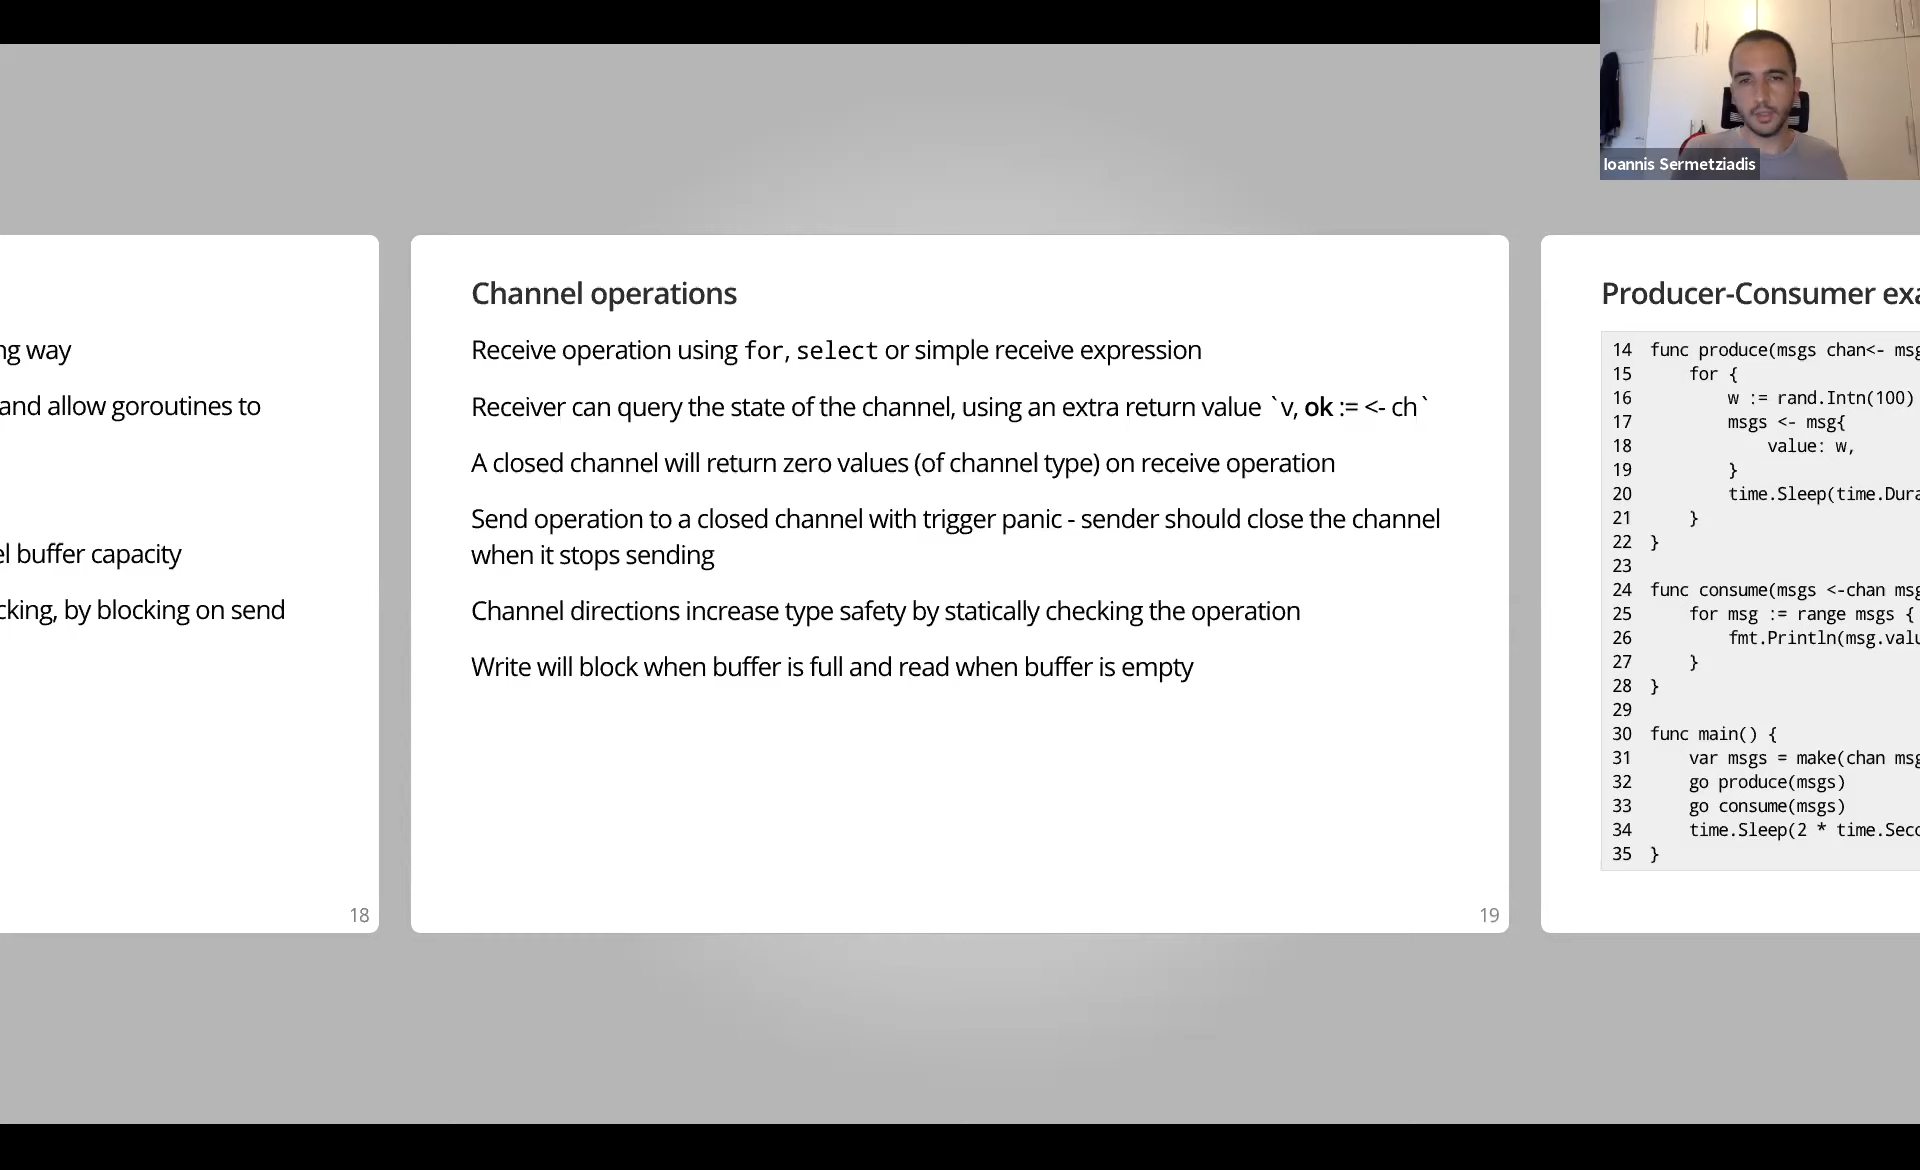 Ioannis Sermetziadis
ng way
and allow goroutines to
el buffer capacity
cking, by blocking on send
18
Channel operations
Receive operation using for, select or simple receive expression
Receiver can query the state of the channel, using an extra return value `v, ok := <- ch`
A closed channel will return zero values (of channel type) on receive operation
Send operation to a closed channel with trigger panic - sender should close the channel
when it stops sending
Channel directions increase type safety by statically checking the operation
Write will block when buffer is full and read when buffer is empty
19
Producer-Consumer exa
14 func produce(msgs chan<- msg
15     for {
16         w := rand.Intn(100)
17         msgs <- msg{
18             value: w,
19         }
20         time.Sleep(time.Dura
21     }
22 }
23
24 func consume(msgs <-chan msg
25     for msg := range msgs {
26         fmt.Println(msg.valu
27     }
28 }
29
30 func main() {
31     var msgs = make(chan msg
32     go produce(msgs)
33     go consume(msgs)
34     time.Sleep(2 * time.Seco
35 }